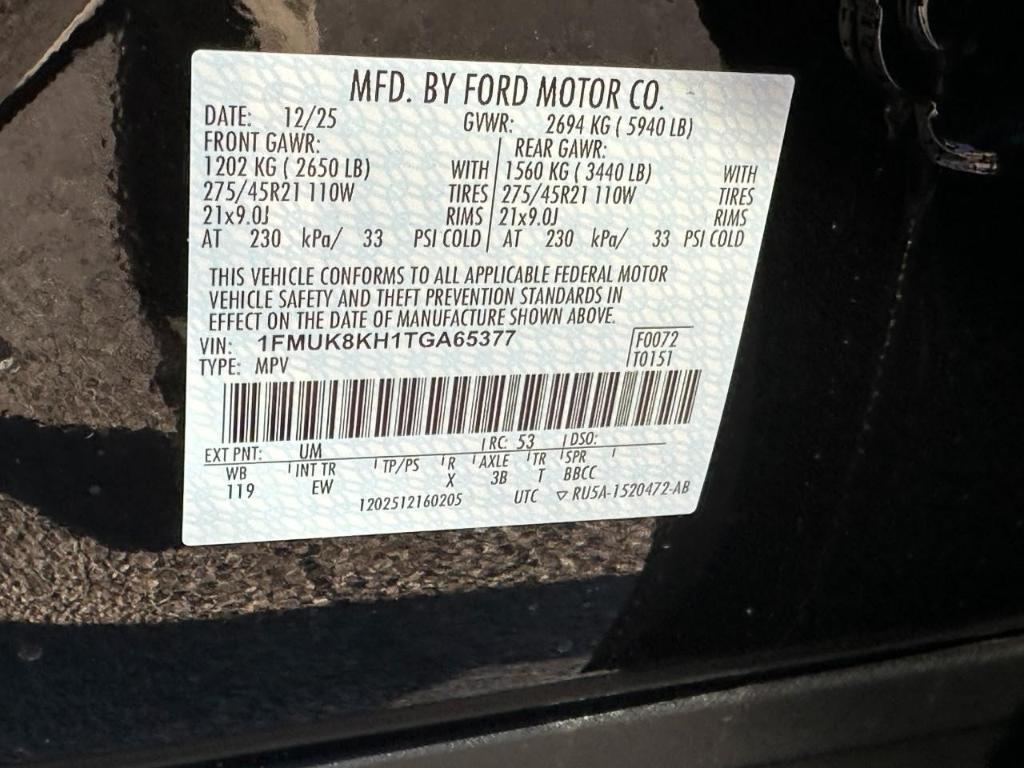 MFD. BY FORD MOTOR CO.
DATE: 12/25 GVWR: 2694 KG ( 5940 LB)
FRONT GAWR: REAR GAWR:
1202 KG ( 2650 LB) WITH 1560 KG ( 3440 LB) WITH
275/45R21 110W TIRES 275/45R21 110W TIRES
21x9.0J RIMS 21x9.0J RIMS
AT 230 kPa/ 33 PSI COLD AT 230 kPa/ 33 PSI COLD
THIS VEHICLE CONFORMS TO ALL APPLICABLE FEDERAL MOTOR
VEHICLE SAFETY AND THEFT PREVENTION STANDARDS IN
EFFECT ON THE DATE OF MANUFACTURE SHOWN ABOVE.
VIN: 1FMUK8KH1TGA65377 F0072
TYPE: MPV T0151
EXT PNT: UM RC: 53 DSO:
WB INT TR TP/PS R AXLE TR SPR
119 EW X 3B T BBCC
1202512160205 UTC ▽ RU5A-1520472-AB